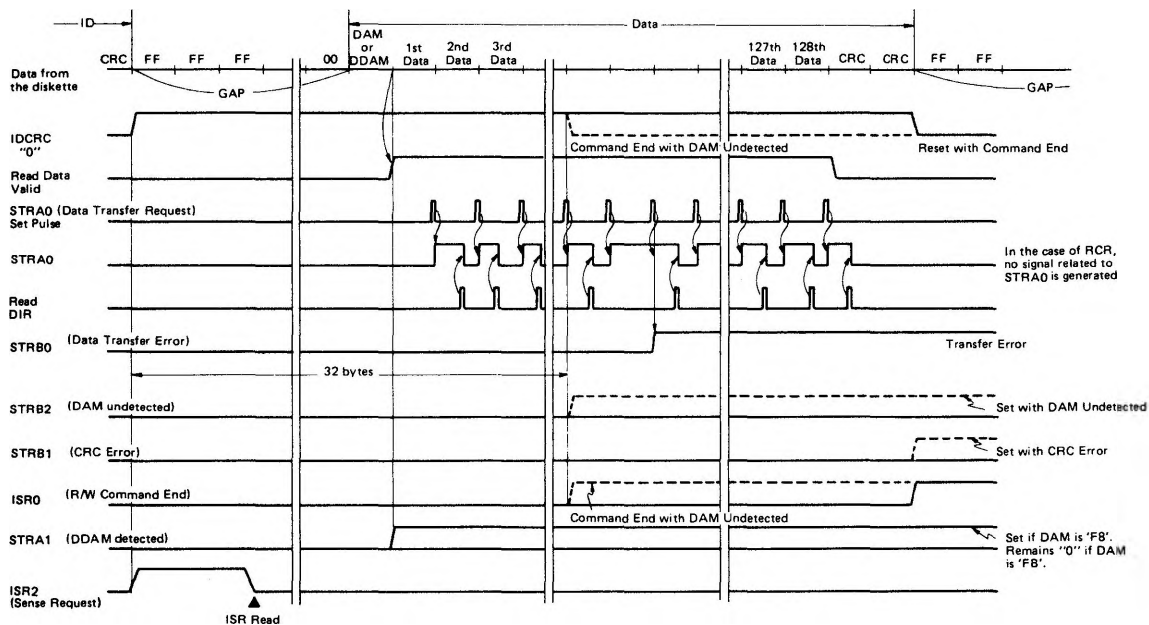 ID
Data
CRC FF FF FF 00 DAM or DDAM 1st Data 2nd Data 3rd Data 127th Data 128th Data CRC CRC FF FF
Data from the diskette
GAP
GAP
IDCRC "0"
Command End with DAM Undetected
Reset with Command End
Read Data Valid
STRA0 (Data Transfer Request) Set Pulse
STRA0
In the case of RCR,
no signal related to
STRA0 is generated
Read DIR
STRB0 (Data Transfer Error)
Transfer Error
32 bytes
STRB2 (DAM undetected)
Set with DAM Undetected
STRB1 (CRC Error)
Set with CRC Error
ISR0 (R/W Command End)
Command End with DAM Undetected
STRA1 (DDAM detected)
Set if DAM is 'F8'.
Remains "0" if DAM
is 'FB'.
ISR2
(Sense Request)
ISR Read